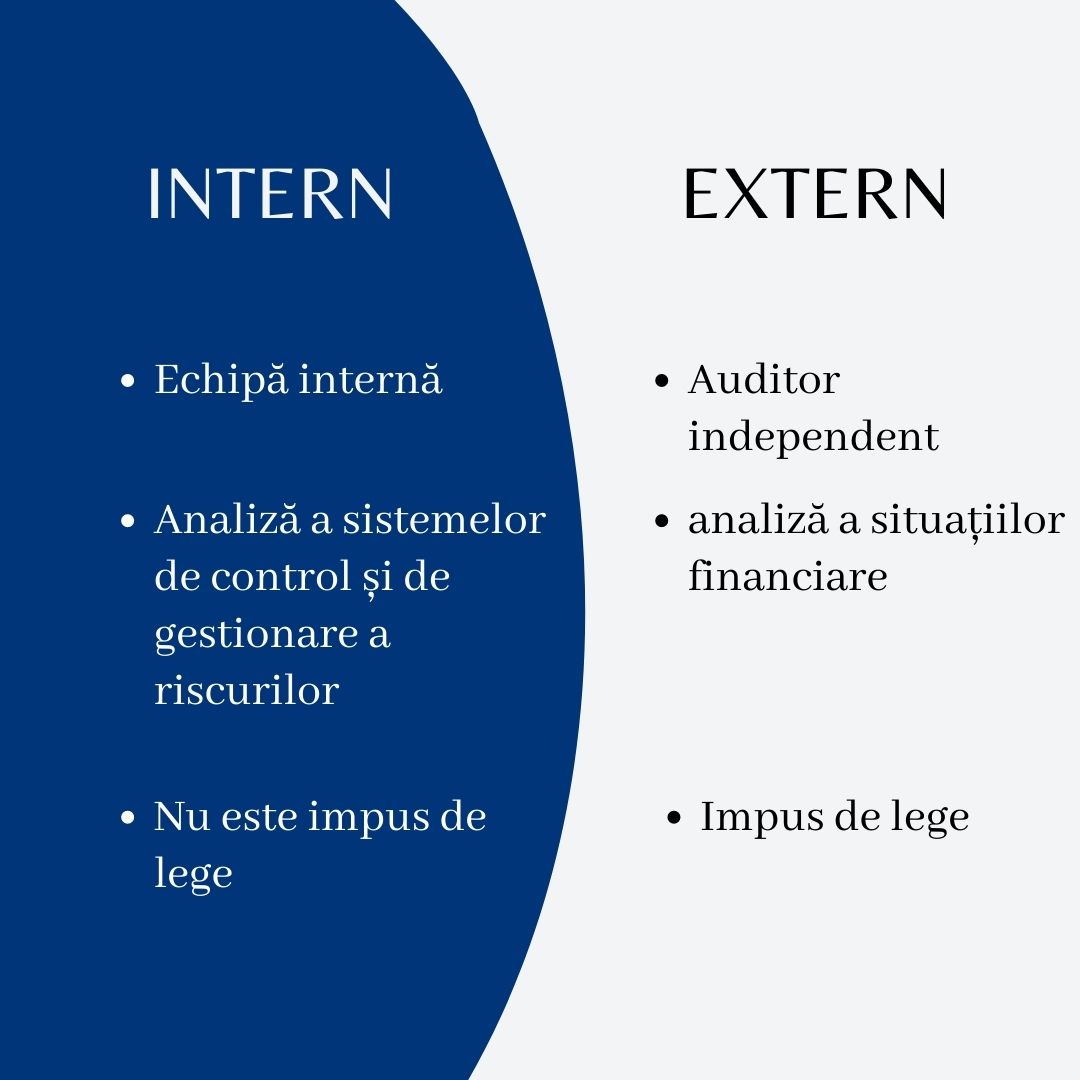 INTERN
• Echipă internă
• Analiză a sistemelor
de control și de
gestionare a
riscurilor
• Nu este impus de
lege
EXTERN
• Auditor
independent
• analiză a situațiilor
financiare
• Impus de lege